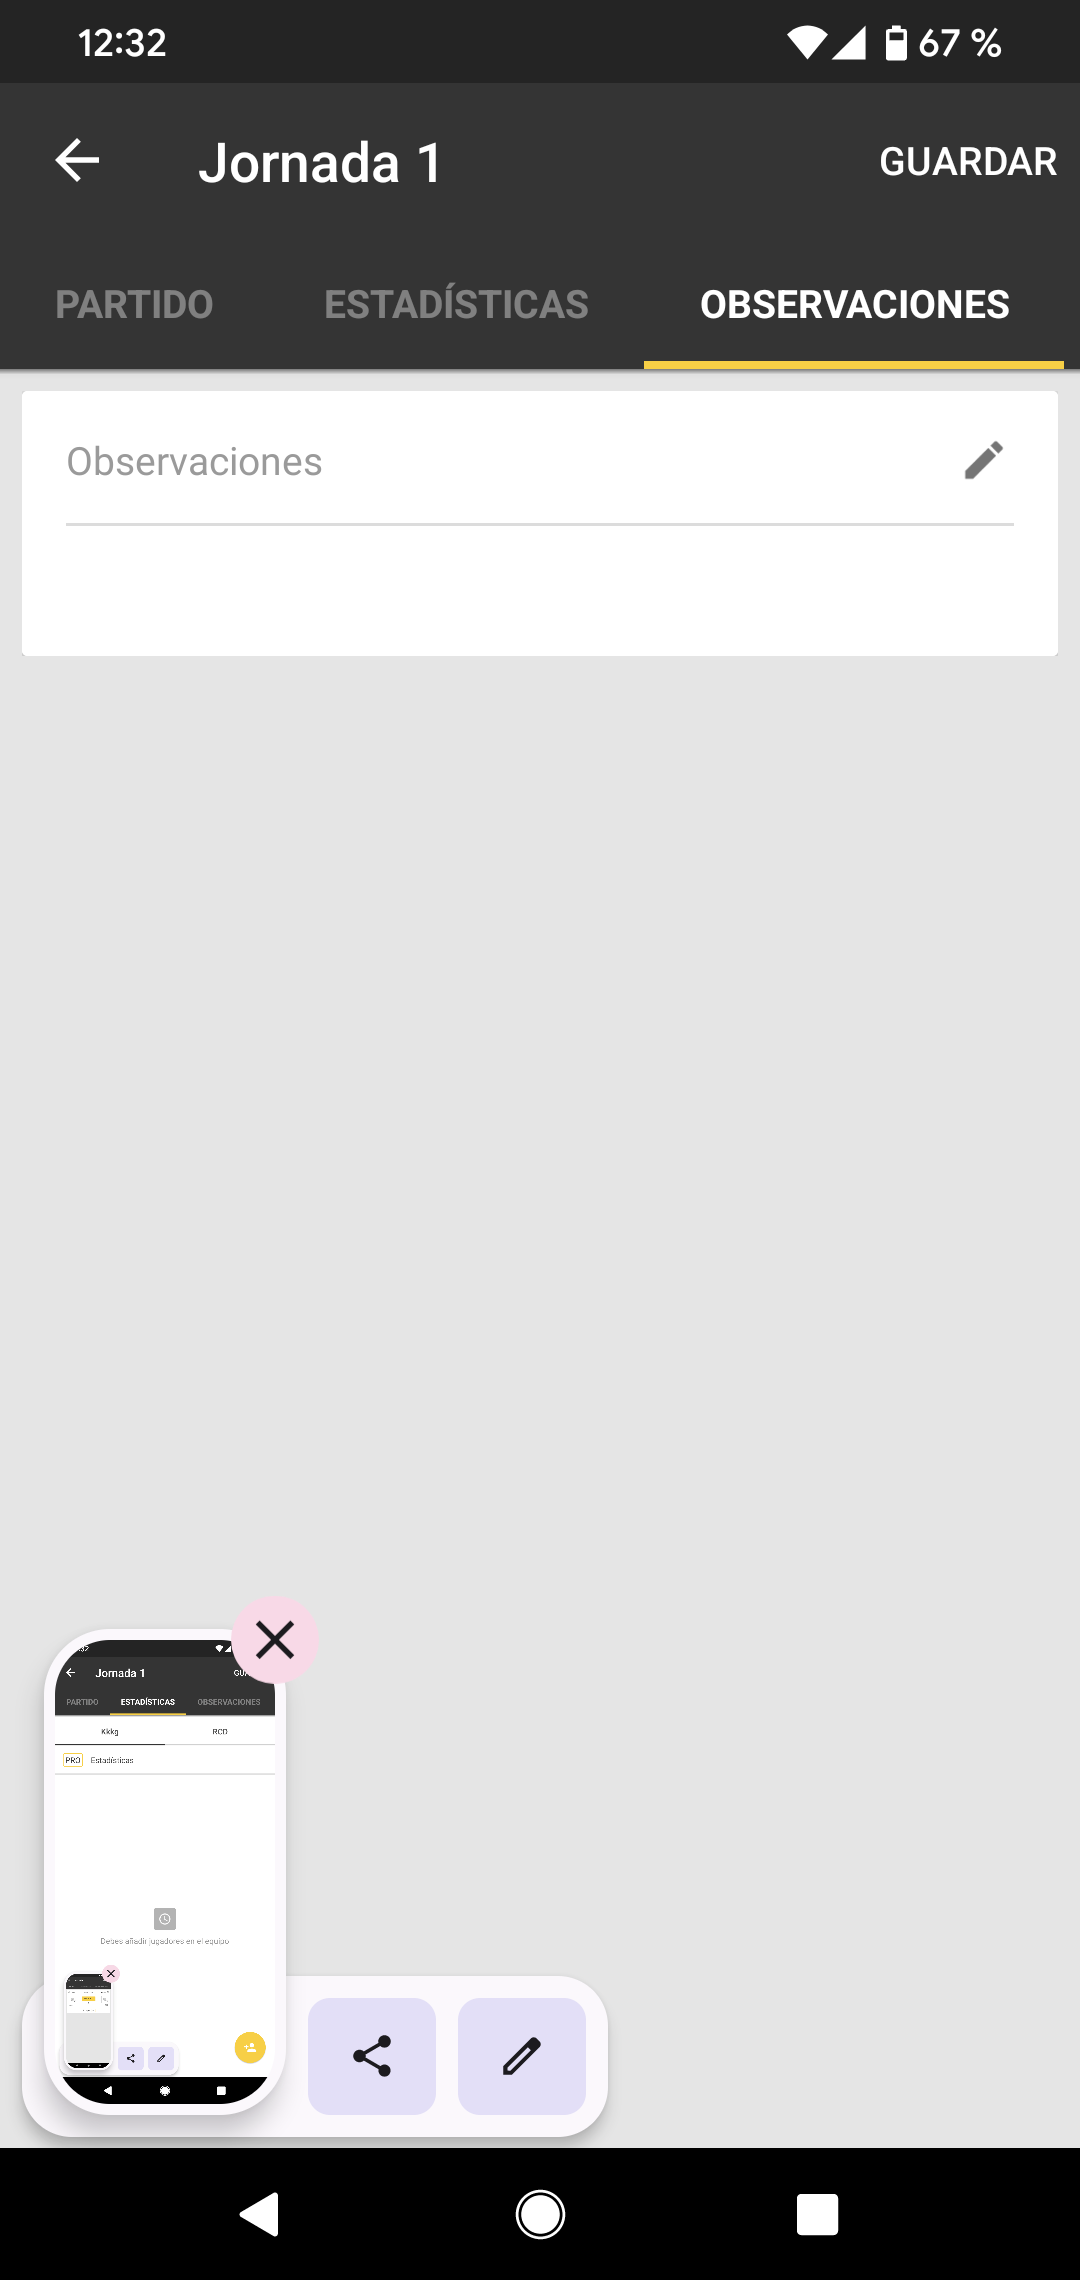 12:32
67 %
Jornada 1
GUARDAR
PARTIDO
ESTADÍSTICAS
OBSERVACIONES
Observaciones
Jornada 1
PARTIDO
ESTADÍSTICAS
OBSERVACIONES
Kkkg
RCD
PRO
Estadísticas
Debes añadir jugadores en el equipo